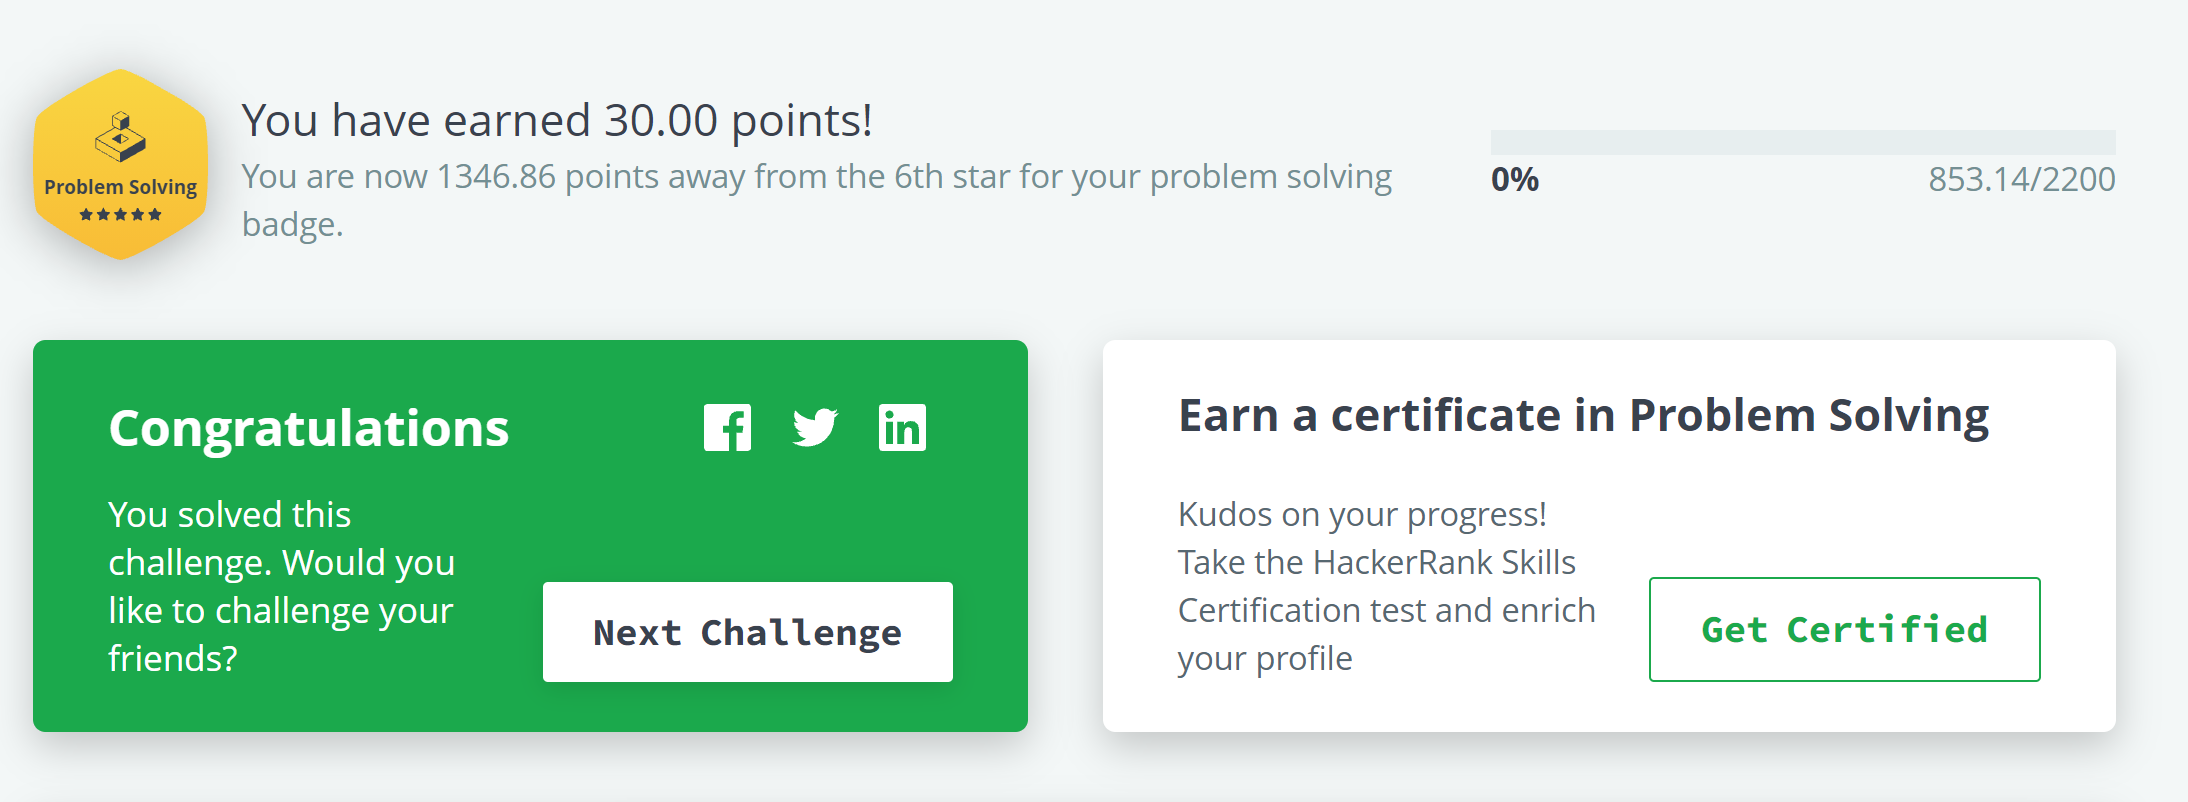 Problem Solving
You have earned 30.00 points!
You are now 1346.86 points away from the 6th star for your problem solving
badge.
0%
853.14/2200
Congratulations
You solved this
challenge. Would you
like to challenge your
friends?
Next Challenge
Earn a certificate in Problem Solving
Kudos on your progress!
Take the HackerRank Skills
Certification test and enrich
your profile
Get Certified